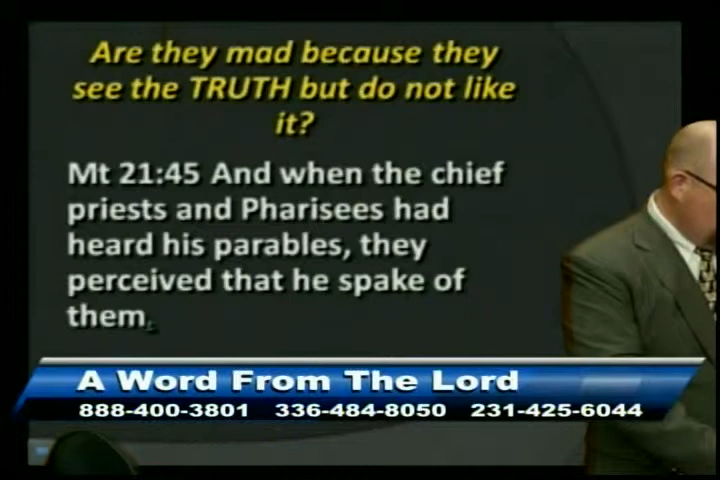 Are they mad because they
see the TRUTH but do not like
it?
Mt 21:45 And when the chief
priests and Pharisees had
heard his parables, they
perceived that he spake of
them.
A Word From The Lord
888-400-3801 336-484-8050 231-425-6044